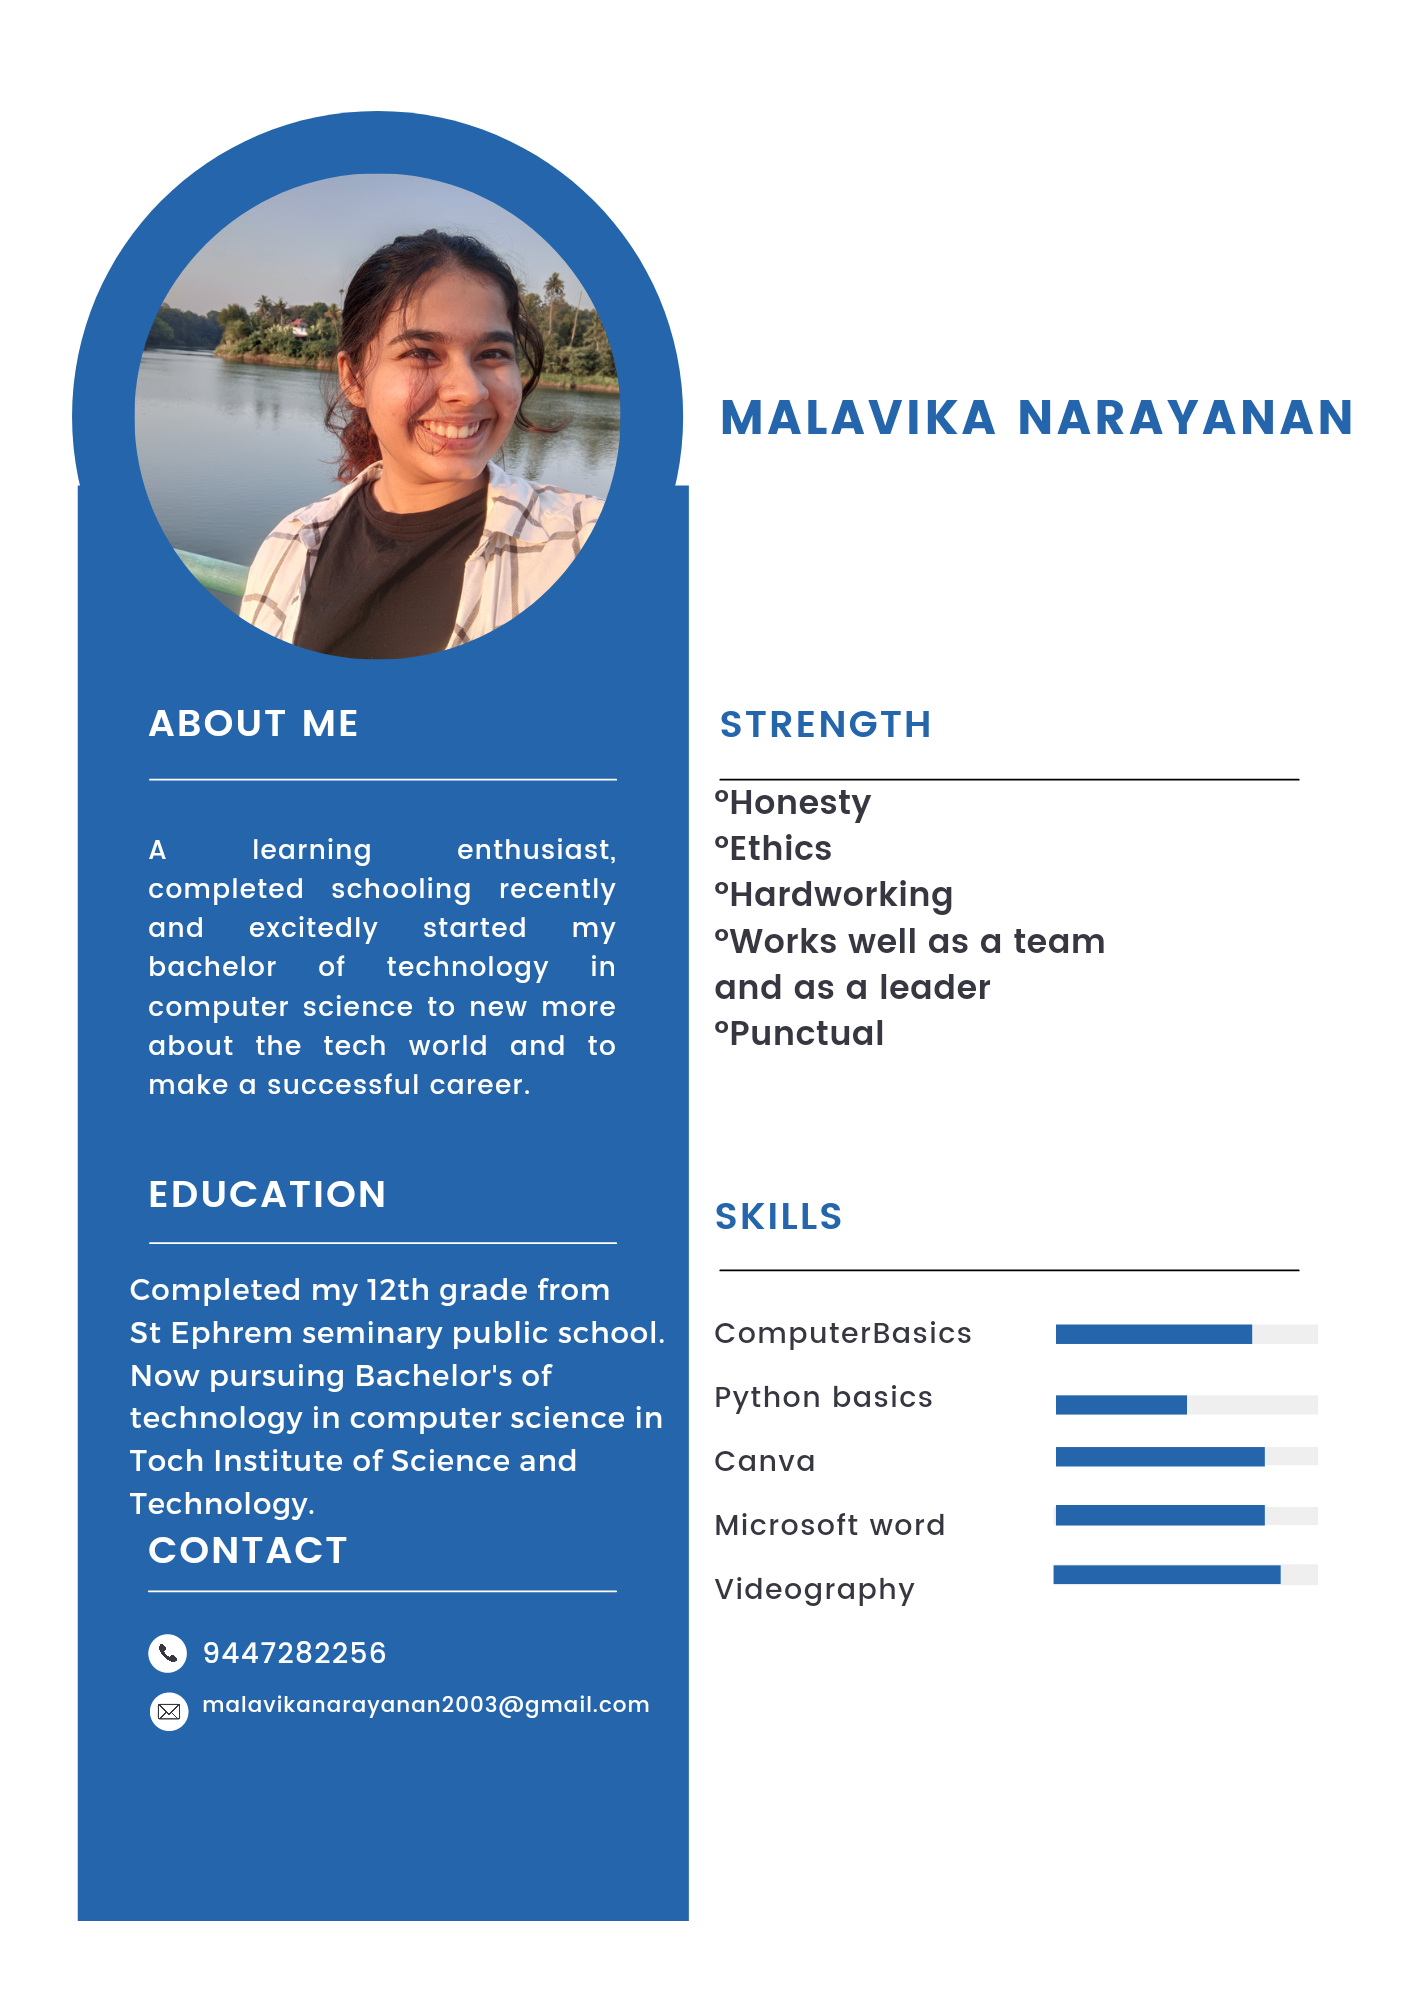 MALAVIKA NARAYANAN
ABOUT ME
A learning enthusiast,
completed schooling recently
and excitedly started my
bachelor of technology in
computer science to new more
about the tech world and to
make a successful career.
EDUCATION
Completed my 12th grade from
St Ephrem seminary public school.
Now pursuing Bachelor's of
technology in computer science in
Toch Institute of Science and
Technology.
CONTACT
9447282256
malavikanarayanan2003@gmail.com
STRENGTH
°Honesty
°Ethics
°Hardworking
°Works well as a team
and as a leader
°Punctual
SKILLS
ComputerBasics
Python basics
Canva
Microsoft word
Videography